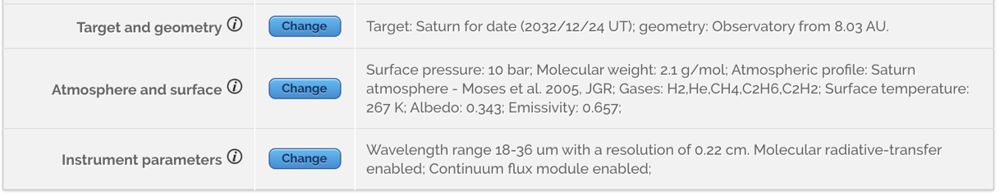 Target and geometry
Change
Target: Saturn for date (2032/12/24 UT); geometry: Observatory from 8.03 AU.
Atmosphere and surface
Change
Surface pressure: 10 bar; Molecular weight: 2.1 g/mol; Atmospheric profile: Saturn
atmosphere - Moses et al. 2005, JGR; Gases: H2,He,CH4,C2H6,C2H2; Surface temperature:
267 K; Albedo: 0.343; Emissivity: 0.657;
Instrument parameters
Change
Wavelength range 18-36 um with a resolution of 0.22 cm. Molecular radiative-transfer
enabled; Continuum flux module enabled;